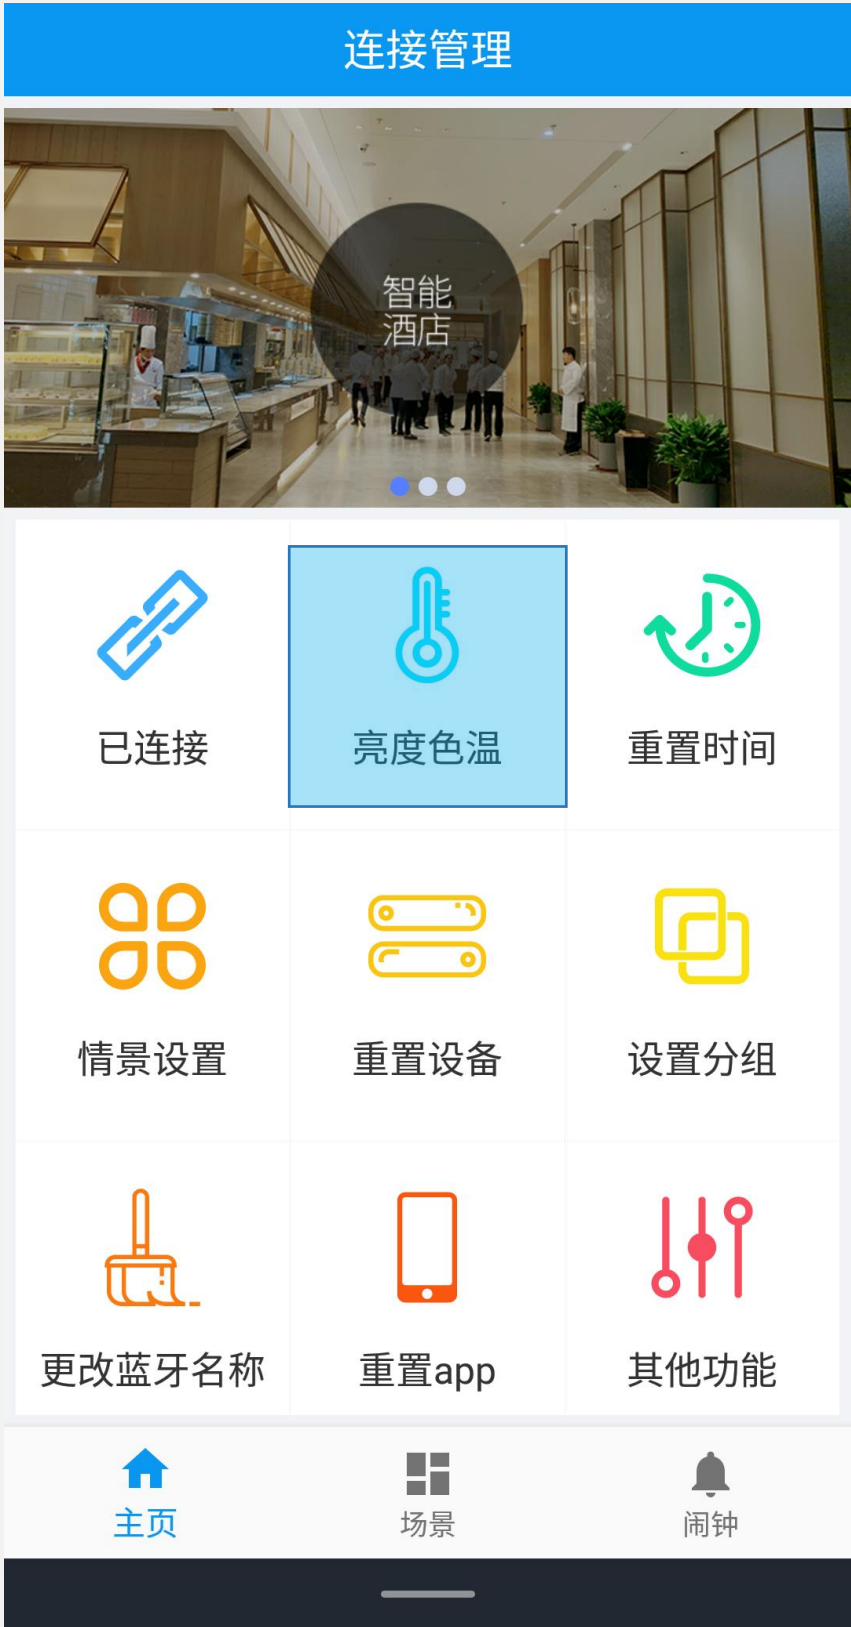 连接管理
智能
酒店
已连接
亮度色温
重置时间
情景设置
重置设备
设置分组
更改蓝牙名称
重置app
其他功能
主页
场景
闹钟